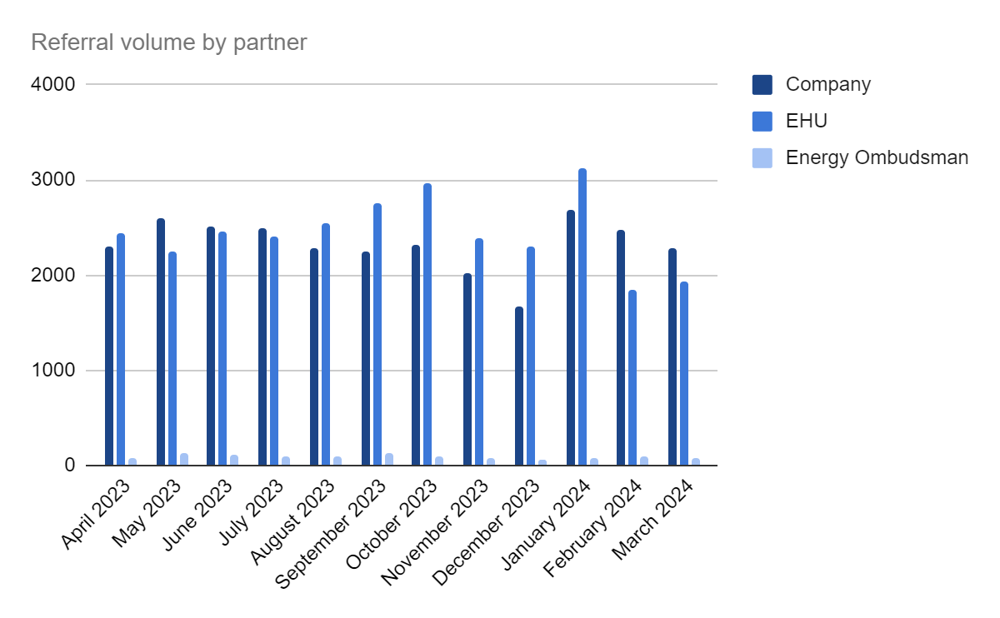 Referral volume by partner
4000
3000
2000
1000
0
Company
EHU
Energy Ombudsman
April 2023
May 2023
June 2023
July 2023
August 2023
September 2023
October 2023
November 2023
December 2023
January 2024
February 2024
March 2024